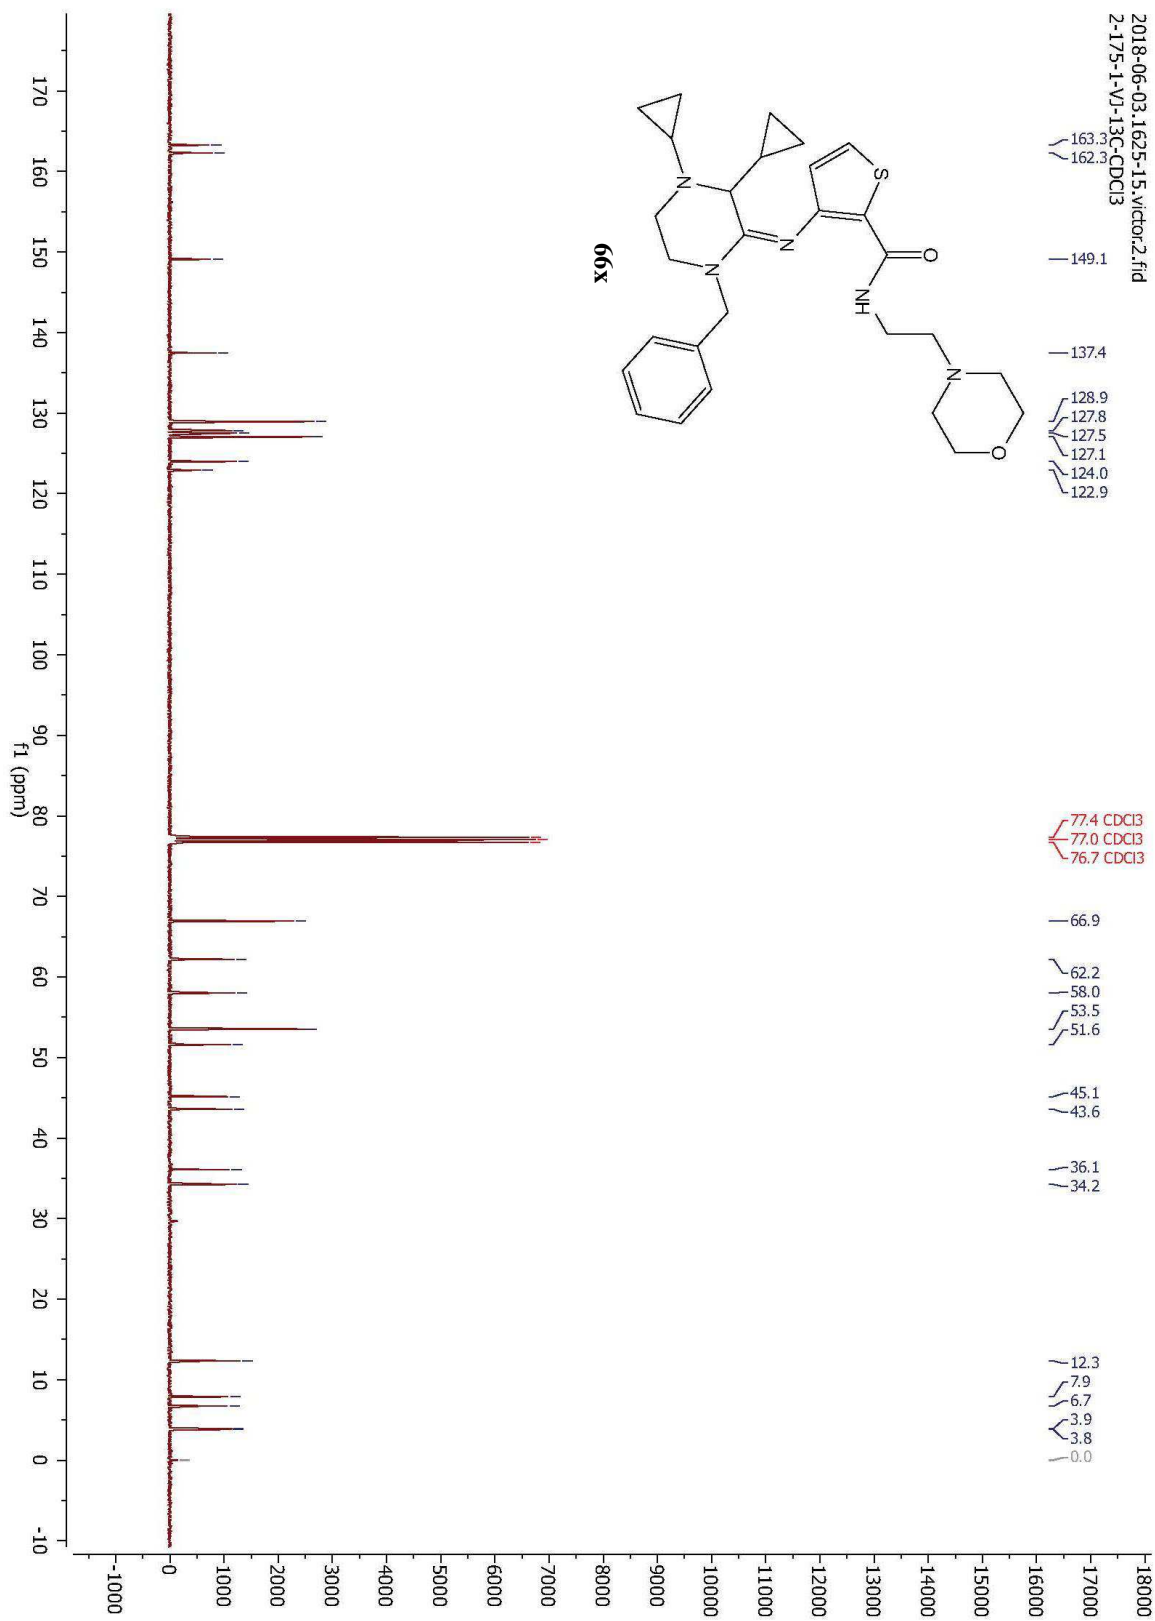 2018-06-03.1625-15.victor.2.fid
2-175-1-VJ-13C-CDCl3
163.3
162.3
149.1
137.4
128.9
127.8
127.5
127.1
124.0
122.9
77.4 CDCl3
77.0 CDCl3
76.7 CDCl3
66.9
62.2
58.0
53.5
51.6
45.1
43.6
36.1
34.2
12.3
7.9
6.7
3.9
3.8
0.0
S
O
NH
N
O
N
N
N
66x
18000
17000
16000
15000
14000
13000
12000
11000
10000
9000
8000
7000
6000
5000
4000
3000
2000
1000
0
-1000
170 160 150 140 130 120 110 100 90 80 70 60 50 40 30 20 10 0 -10
f1 (ppm)